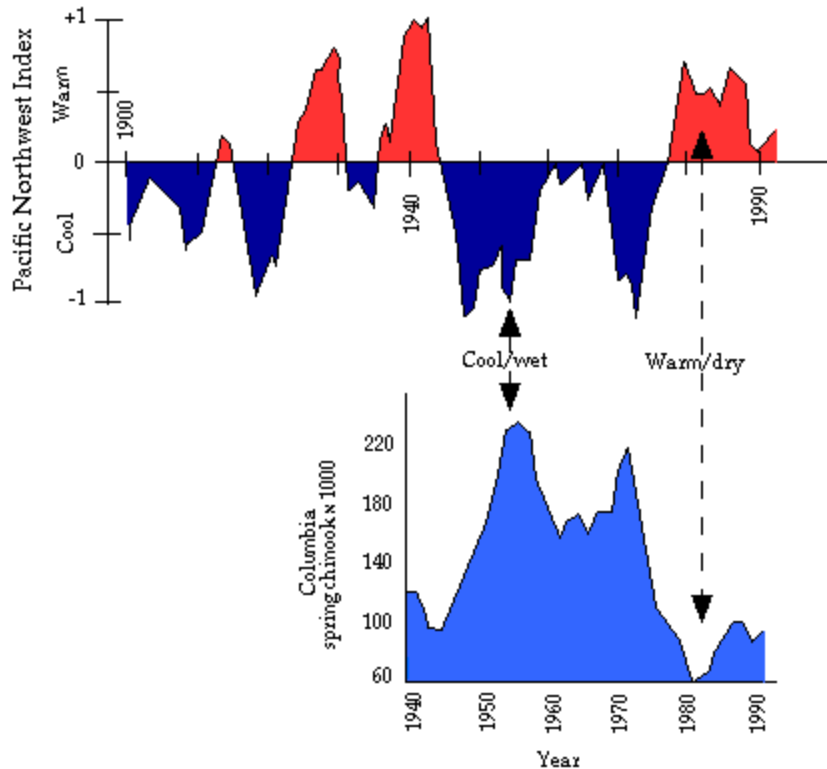 +1
Warm
1900
0
Cool
-1
Pacific Northwest Index
1940
1990
Cool/wet
Warm/dry
220
180
140
100
60
Columbia
spring chinook x 1000
1940
1950
1960
1970
1980
1990
Year